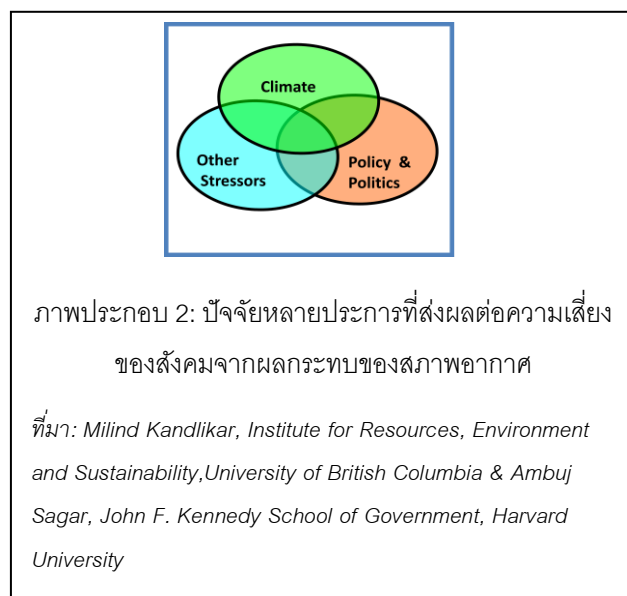 Climate
Other
Stressors
Policy &
Politics
ภาพประกอบ 2: ปัจจัยหลายประการที่ส่งผลต่อความเสี่ยง
ของสังคมจากผลกระทบของสภาพอากาศ
ที่มา: Milind Kandlikar, Institute for Resources, Environment
and Sustainability,University of British Columbia & Ambuj
Sagar, John F. Kennedy School of Government, Harvard
University